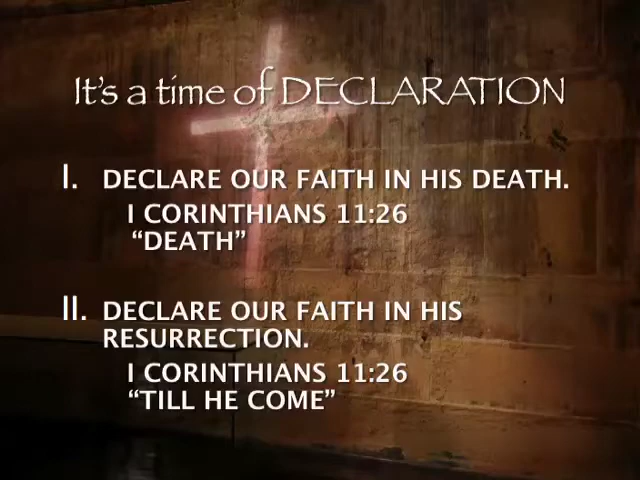 It's a time of DECLARATION
I. DECLARE OUR FAITH IN HIS DEATH.
I CORINTHIANS 11:26
“DEATH”
II. DECLARE OUR FAITH IN HIS
RESURRECTION.
I CORINTHIANS 11:26
“TILL HE COME”